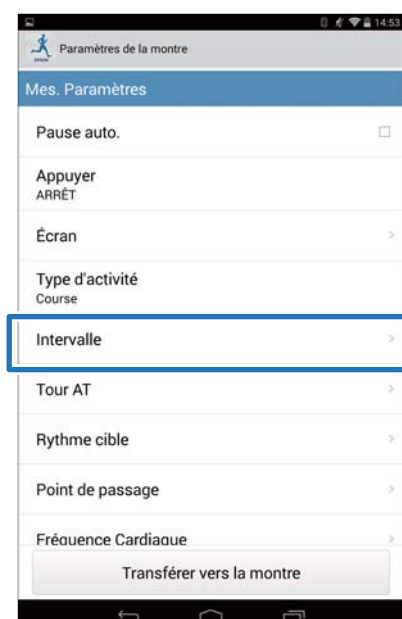 14:53
EPSON
Paramètres de la montre
Mes. Paramètres
Pause auto.
Appuyer
ARRÊT
Écran
Type d'activité
Course
Intervalle
Tour AT
Rythme cible
Point de passage
Fréquence Cardiaque
Transférer vers la montre